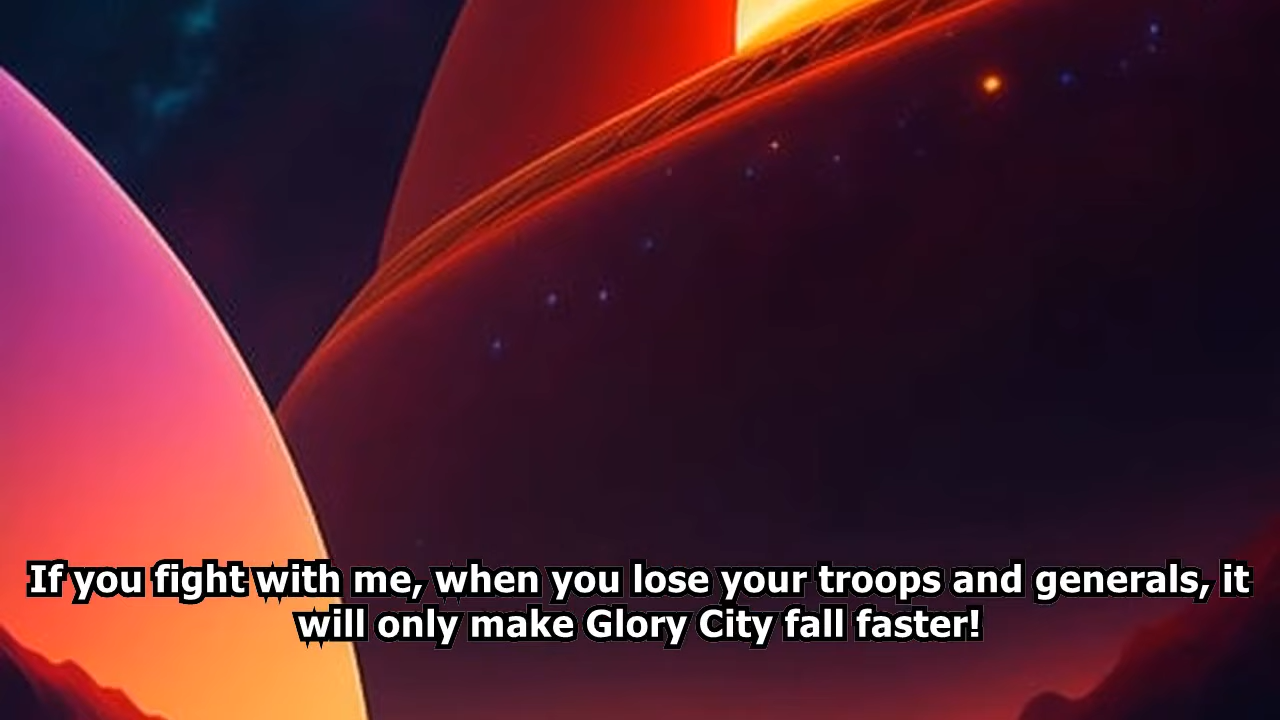 If you fight with me, when you lose your troops and generals, it
will only make Glory City fall faster!